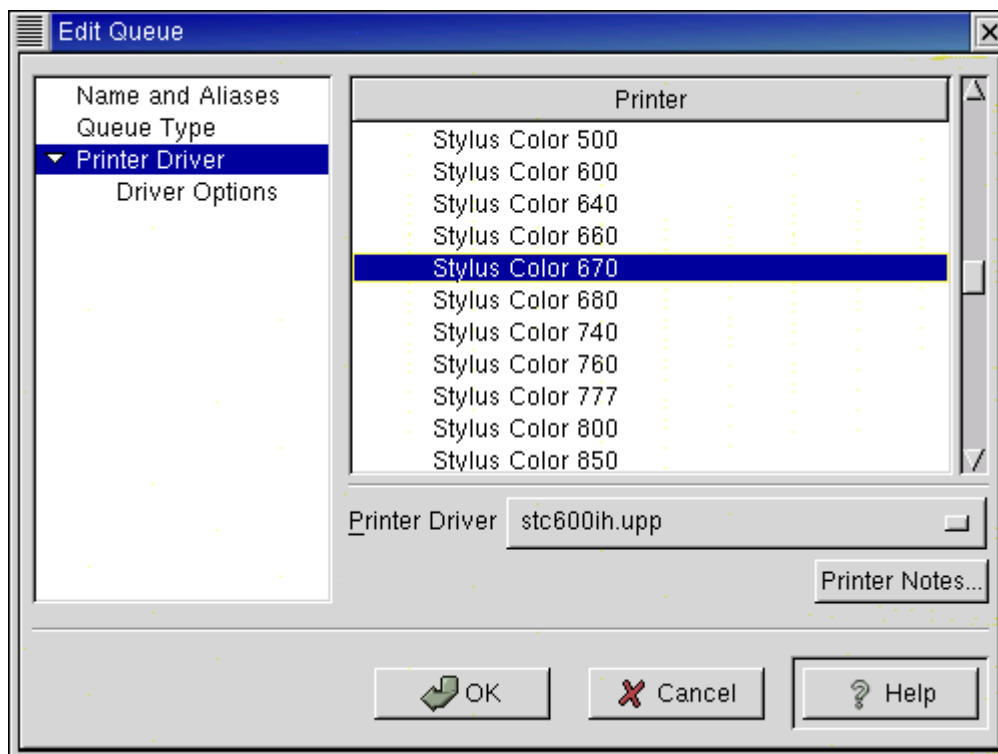 Edit Queue
Name and Aliases
Queue Type
Printer Driver
Driver Options
Printer
Stylus Color 500
Stylus Color 600
Stylus Color 640
Stylus Color 660
Stylus Color 670
Stylus Color 680
Stylus Color 740
Stylus Color 760
Stylus Color 777
Stylus Color 800
Stylus Color 850
Printer Driver stc600ih.upp
Printer Notes...
OK Cancel Help